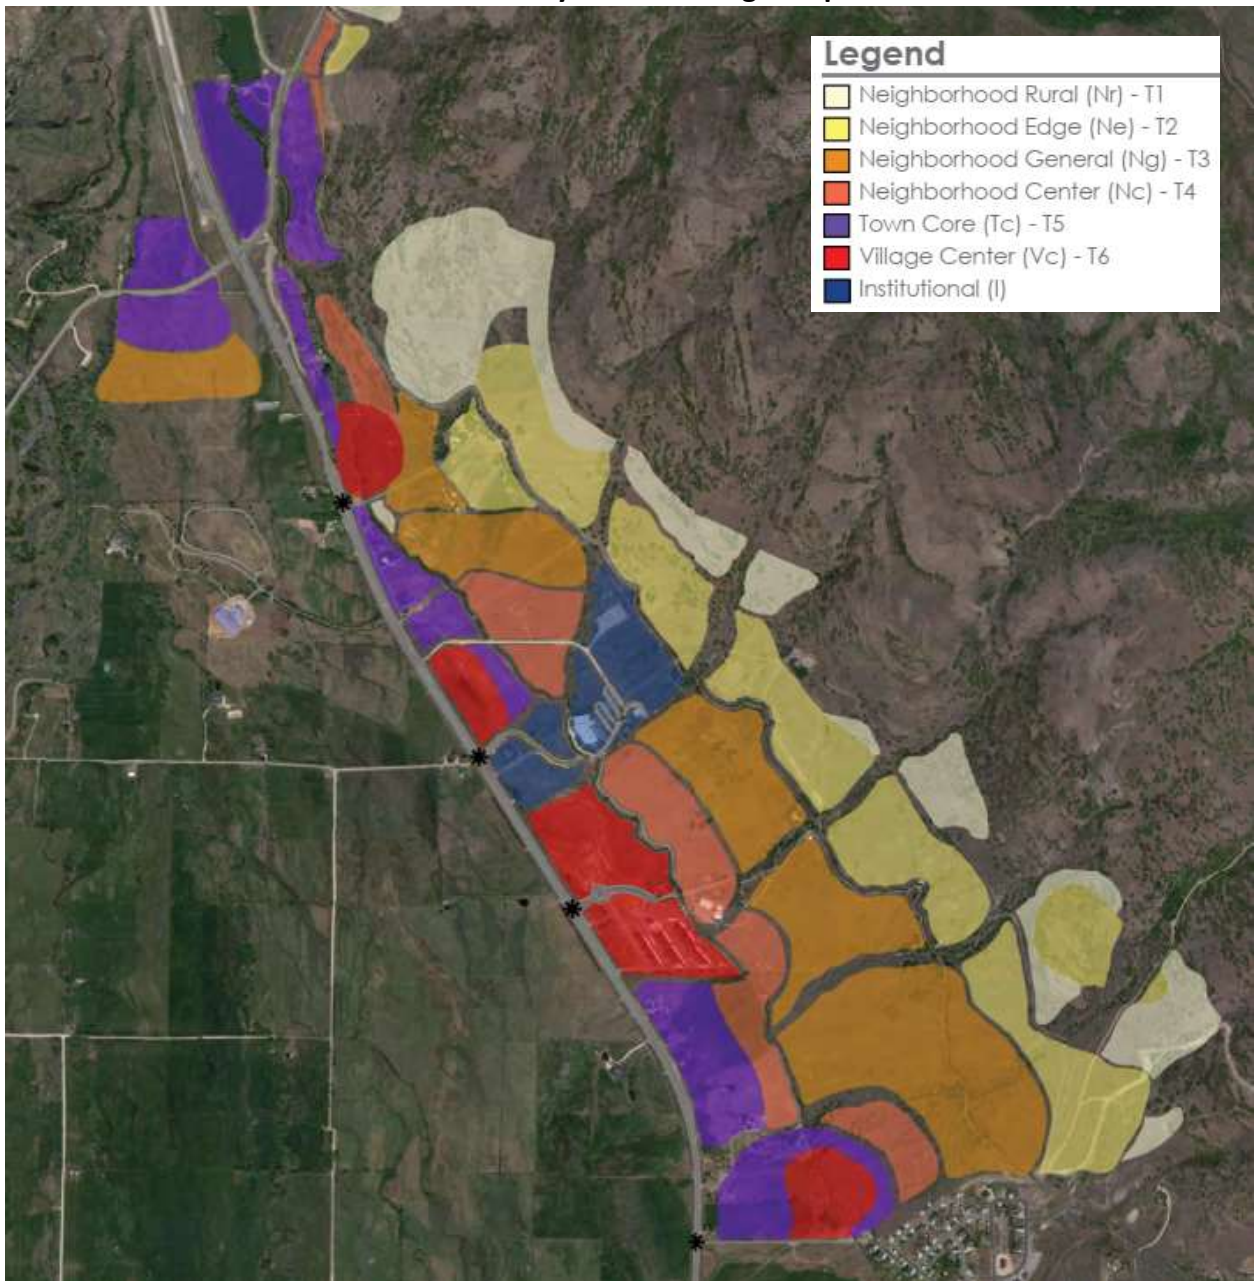 Legend
Neighborhood Rural (Nr) - T1
Neighborhood Edge (Ne) - T2
Neighborhood General (Ng) - T3
Neighborhood Center (Nc) - T4
Town Core (Tc) - T5
Village Center (Vc) - T6
Institutional (I)